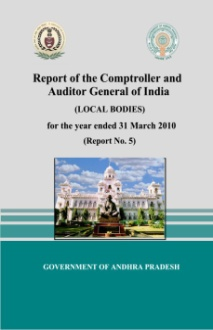 Report of the Comptroller and
Auditor General of India
(LOCAL BODIES)
for the year ended 31 March 2010
(Report No. 5)
GOVERNMENT OF ANDHRA PRADESH